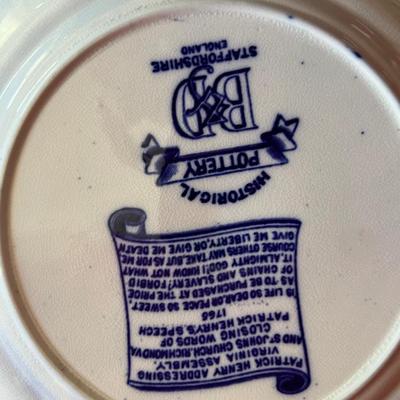 PATRICK HENRY ADDRESSING
VIRGINIA ASSEMBLY.
AND ST JOHNS CHURCH, RICHMOND VA
CLOSING WORDS OF
PATRICK HENRY'S SPEECH
1765
"IS LIFE SO DEAR, OR PEACE SO SWEET,
AS TO BE PURCHASED AT THE PRICE,
OF CHAINS AND SLAVERY? FORBID
IT, ALMIGHTY GOD!! I KNOW NOT WHAT
COURSE OTHERS MAY TAKE, BUT AS FOR ME
GIVE ME LIBERTY, OR GIVE ME DEATH
HISTORICAL
POTTERY
STAFFORDSHIRE
ENGLAND